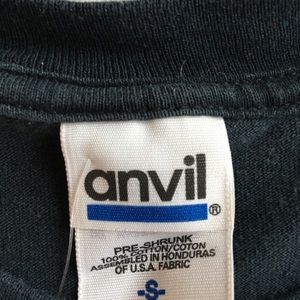 anvil
®
PRE-SHRUNK
100% COTTON/COTON
ASSEMBLED IN HONDURAS
OF U.S.A. FABRIC
-S-